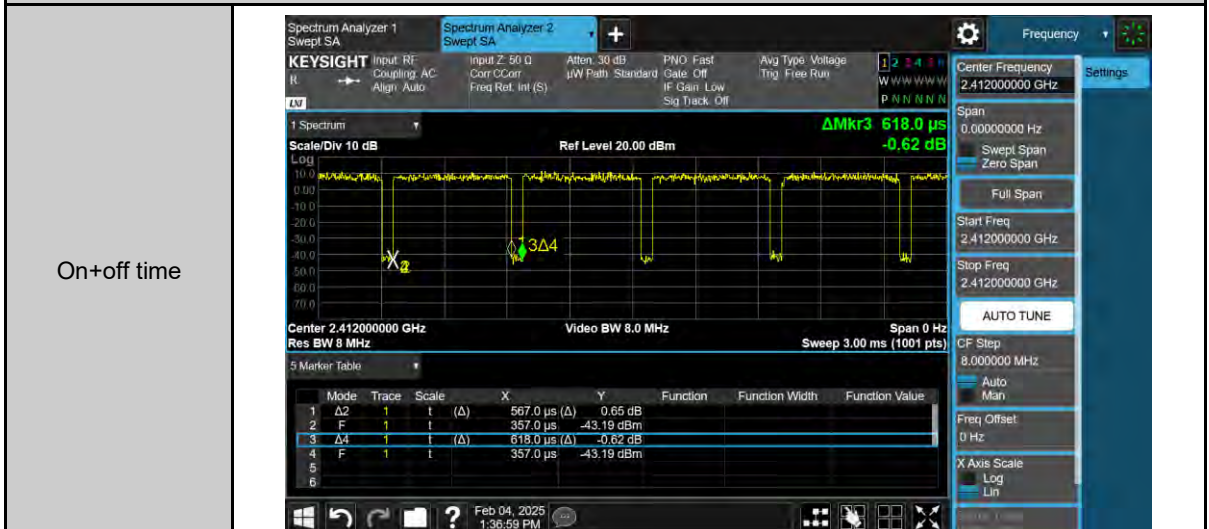 On+off time
Spectrum Analyzer 1
Swept SA
Spectrum Analyzer 2
Swept SA
+
Frequency
KEYSIGHT
R
LXI
Input: RF
Coupling: AC
Align: Auto
Input Z: 50 Ω
Corr CCorr
Freq Ref: Int (S)
Atten: 30 dB
µW Path: Standard
PNO: Fast
Gate: Off
IF Gain: Low
Sig Track: Off
Avg Type: Voltage
Trig: Free Run
1 2 3 4 5 6
W W W W W W
P N N N N N
Center Frequency
2.412000000 GHz
Settings
Span
0.00000000 Hz
Swept Span
Zero Span
Full Span
Start Freq
2.412000000 GHz
Stop Freq
2.412000000 GHz
AUTO TUNE
CF Step
8.000000 MHz
Auto
Man
Freq Offset
0 Hz
X Axis Scale
Log
Lin
1 Spectrum
ΔMkr3 618.0 µs
-0.62 dB
Scale/Div 10 dB
Ref Level 20.00 dBm
Log
10.0
0.00
-10.0
-20.0
-30.0
-40.0
-50.0
-60.0
-70.0
3Δ4
Center 2.412000000 GHz
Video BW 8.0 MHz
Span 0 Hz
Res BW 8 MHz
Sweep 3.00 ms (1001 pts)
5 Marker Table
Mode Trace Scale X Y Function Function Width Function Value
1 Δ2 1 t (Δ) 567.0 µs (Δ) 0.65 dB
2 F 1 t 357.0 µs -43.19 dBm
3 Δ4 1 t (Δ) 618.0 µs (Δ) -0.62 dB
4 F 1 t 357.0 µs -43.19 dBm
5
6
?
Feb 04, 2025
1:36:59 PM